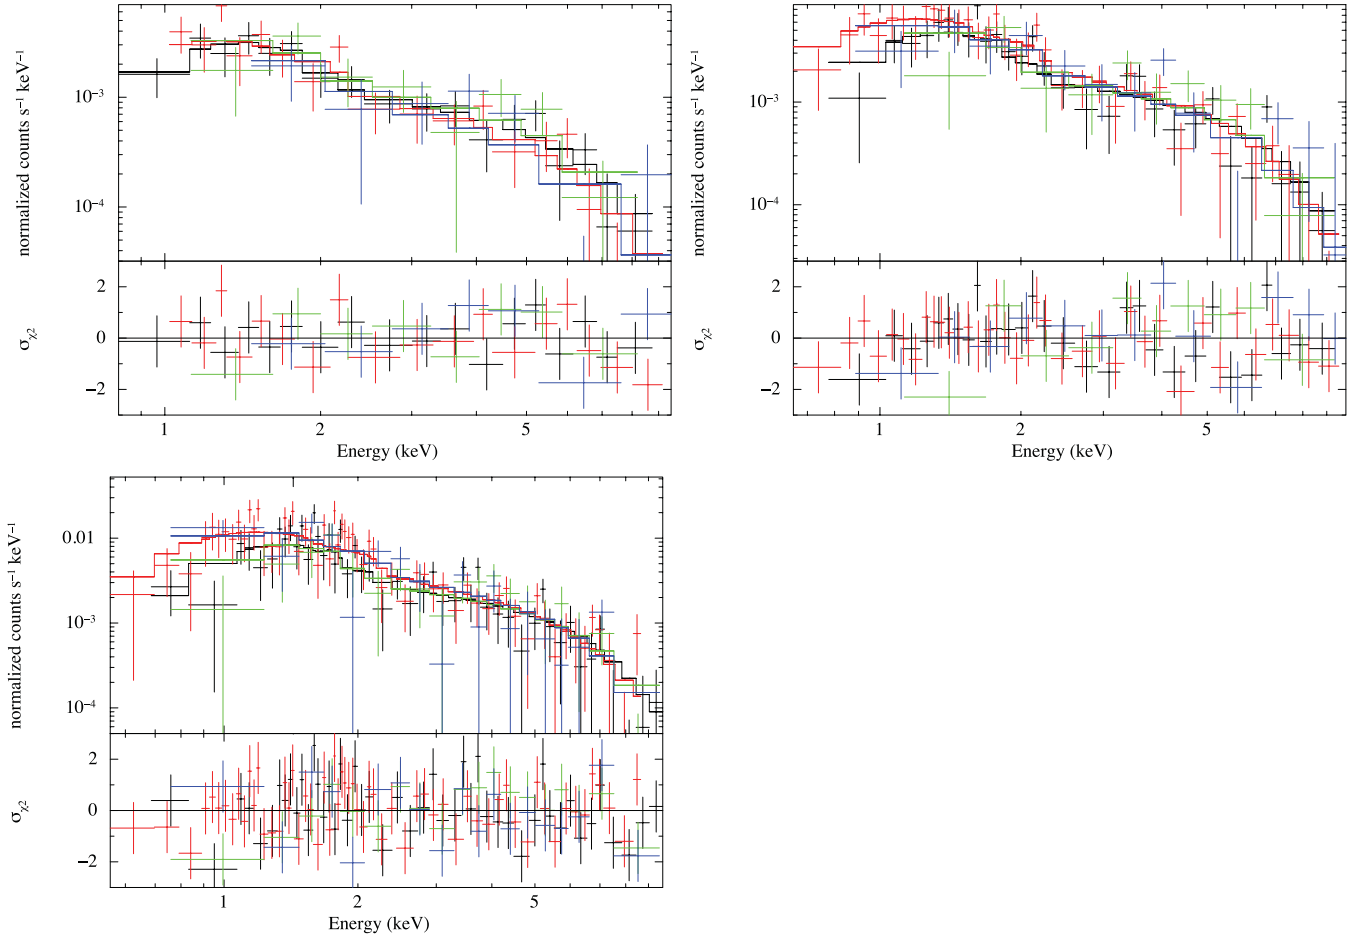 normalized counts s⁻¹ keV⁻¹
10⁻³
10⁻⁴
σχ2
2
0
−2
1
2
5
Energy (keV)
normalized counts s⁻¹ keV⁻¹
10⁻³
10⁻⁴
σχ2
2
0
−2
1
2
5
Energy (keV)
normalized counts s⁻¹ keV⁻¹
0.01
10⁻³
10⁻⁴
σχ2
2
0
−2
1
2
5
Energy (keV)